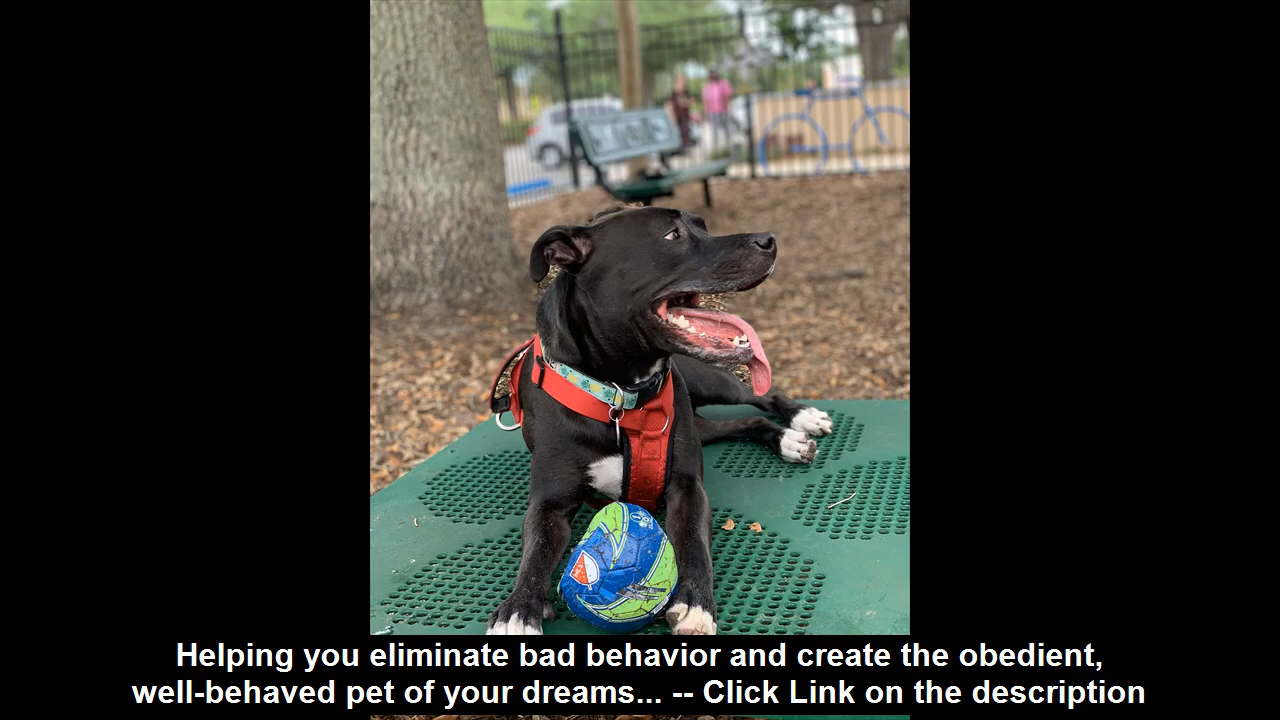 Helping you eliminate bad behavior and create the obedient,
well-behaved pet of your dreams... -- Click Link on the description